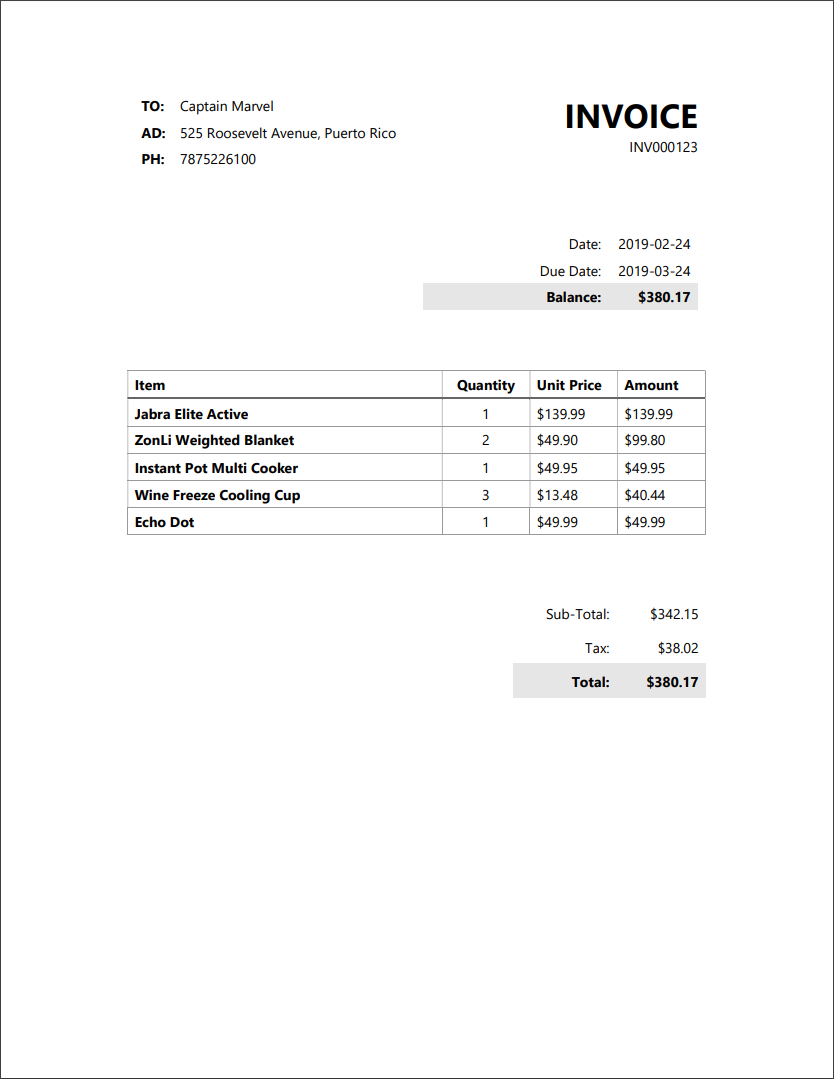 TO: Captain Marvel
AD: 525 Roosevelt Avenue, Puerto Rico
PH: 7875226100
INVOICE
INV000123
Date: 2019-02-24
Due Date: 2019-03-24
Balance: $380.17
Item Quantity Unit Price Amount
Jabra Elite Active 1 $139.99 $139.99
ZonLi Weighted Blanket 2 $49.90 $99.80
Instant Pot Multi Cooker 1 $49.95 $49.95
Wine Freeze Cooling Cup 3 $13.48 $40.44
Echo Dot 1 $49.99 $49.99
Sub-Total: $342.15
Tax: $38.02
Total: $380.17